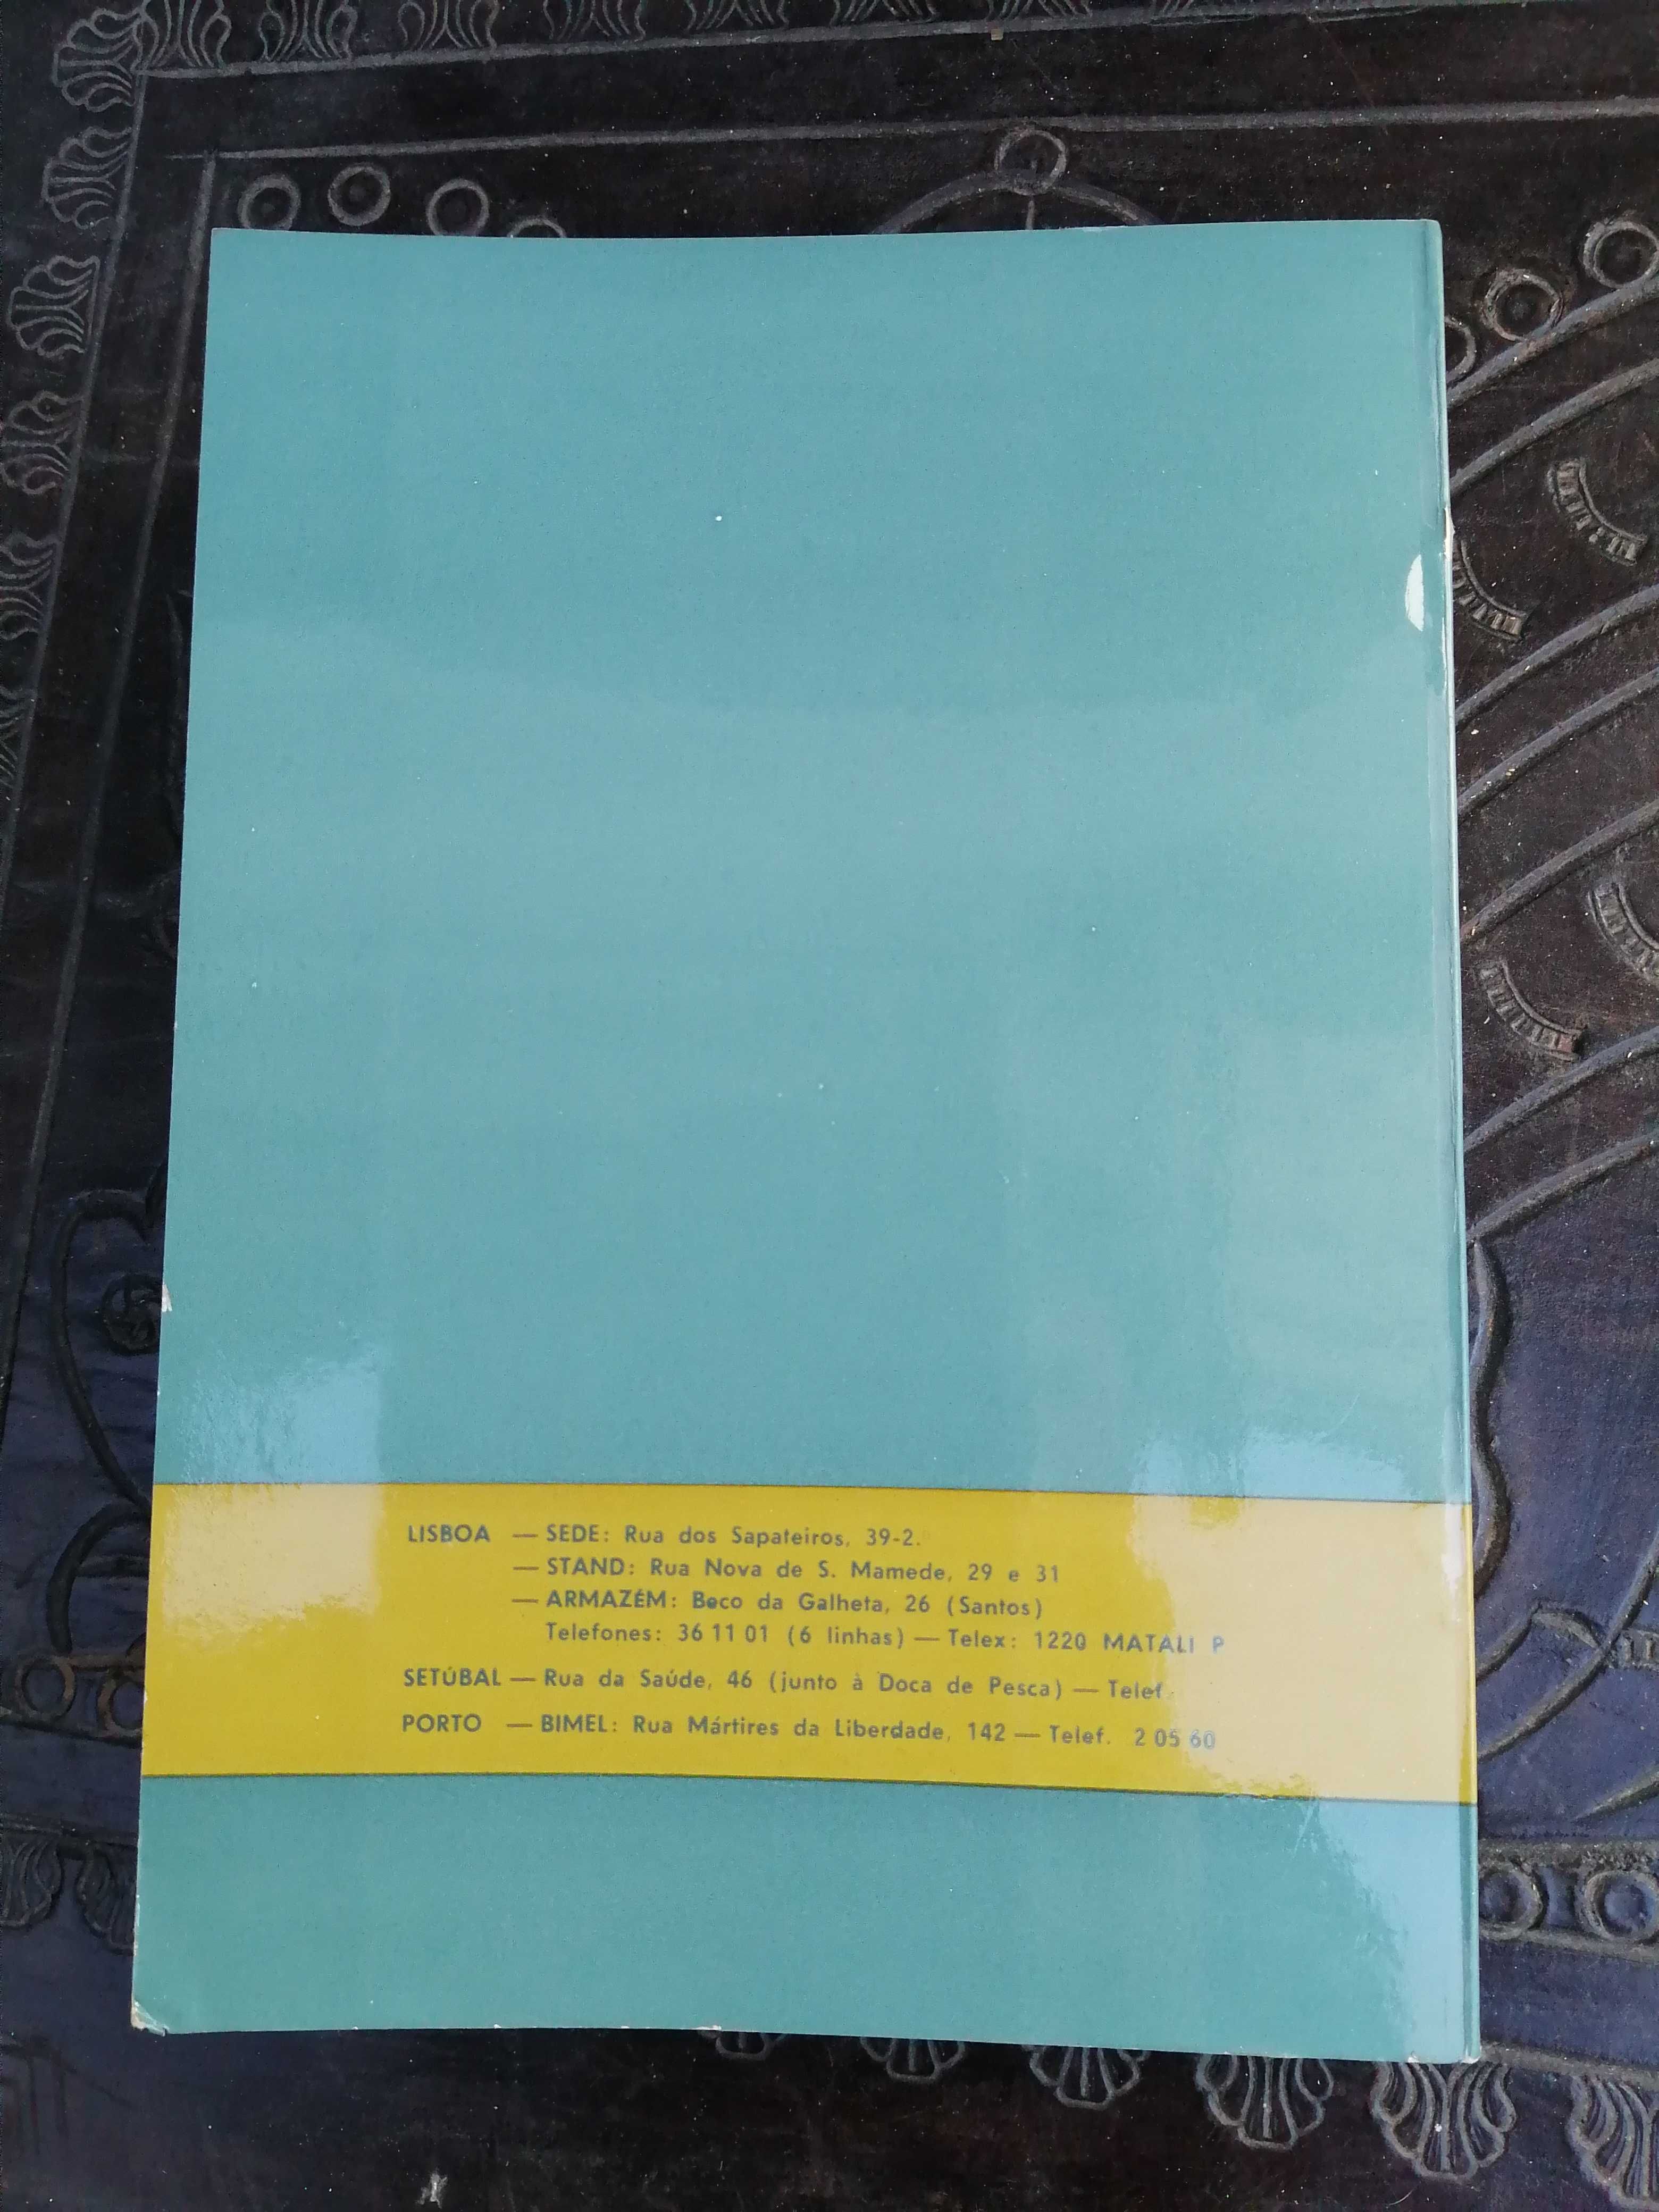 LISBOA — SEDE: Rua dos Sapateiros, 39-2.º
— STAND: Rua Nova de S. Mamede, 29 e 31
— ARMAZÉM: Beco da Galheta, 26 (Santos)
Telefones: 36 11 01 (6 linhas) — Telex: 1220 MATALI P
SETÚBAL — Rua da Saúde, 46 (junto à Doca de Pesca) — Telef.
PORTO — BIMEL: Rua Mártires da Liberdade, 142 — Telef. 2 05 60